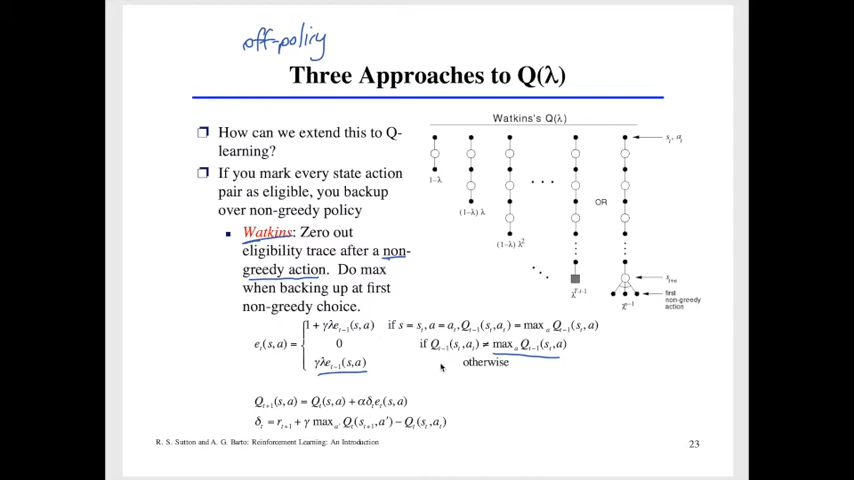 off-policy
Three Approaches to Q(λ)
❐ How can we extend this to Q-
learning?
❐ If you mark every state action
pair as eligible, you backup
over non-greedy policy
▪ Watkins: Zero out
eligibility trace after a non-
greedy action. Do max
when backing up at first
non-greedy choice.
Watkins's Q(λ)
s_t, a_t
1−λ
(1−λ) λ
(1−λ) λ²
. . .
OR
λ^{T-t-1}
s_{t+n}
first
non-greedy
action
λ^{n−1}
e_t(s,a) = { 1 + γλe_{t−1}(s,a) if s = s_t, a = a_t, Q_{t−1}(s_t,a_t) = max_a Q_{t−1}(s_t,a)
0 if Q_{t−1}(s_t,a_t) ≠ max_a Q_{t−1}(s_t,a)
γλe_{t−1}(s,a) otherwise
Q_{t+1}(s,a) = Q_t(s,a) + αδ_t e_t(s,a)
δ_t = r_{t+1} + γ max_{a'} Q_t(s_{t+1},a') − Q_t(s_t,a_t)
R. S. Sutton and A. G. Barto: Reinforcement Learning: An Introduction
23